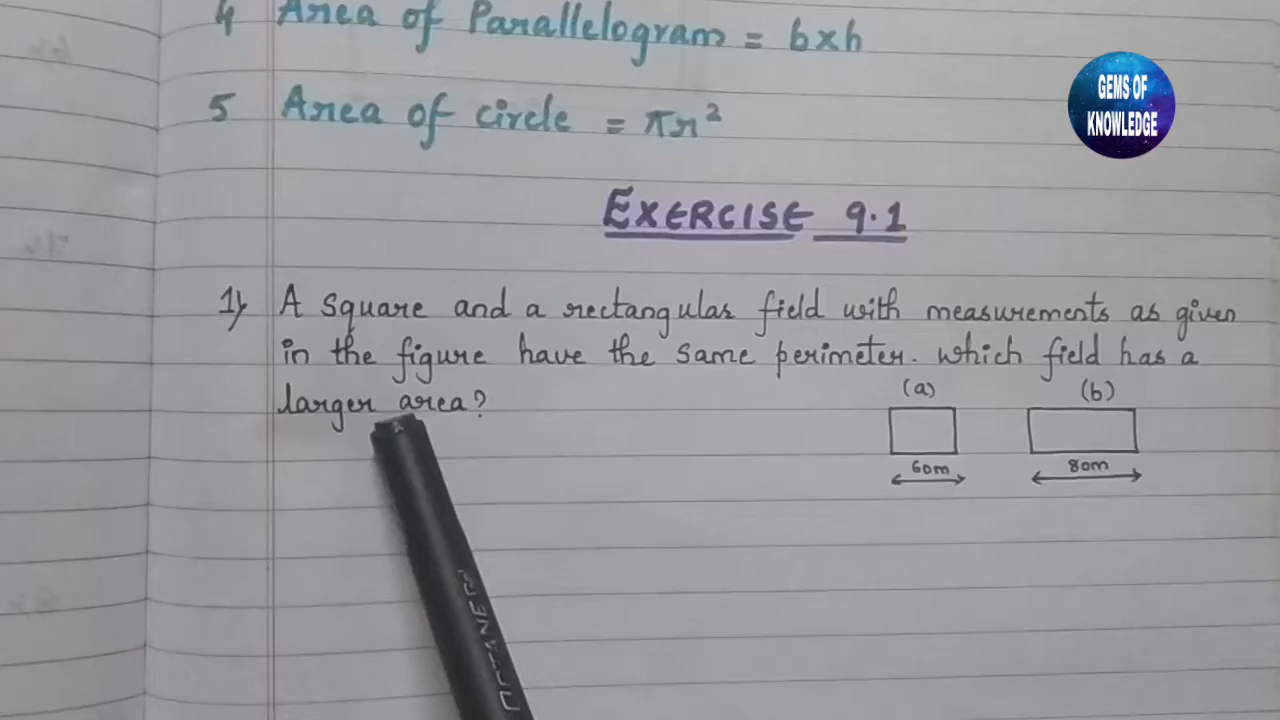 4 Area of Parallelogram = b×h
5 Area of circle = πr²
GEMS OF
KNOWLEDGE
EXERCISE 9.1
1) A square and a rectangular field with measurements as given
in the figure have the same perimeter. Which field has a
larger area?
(a) (b)
60m 80m
OCTANE